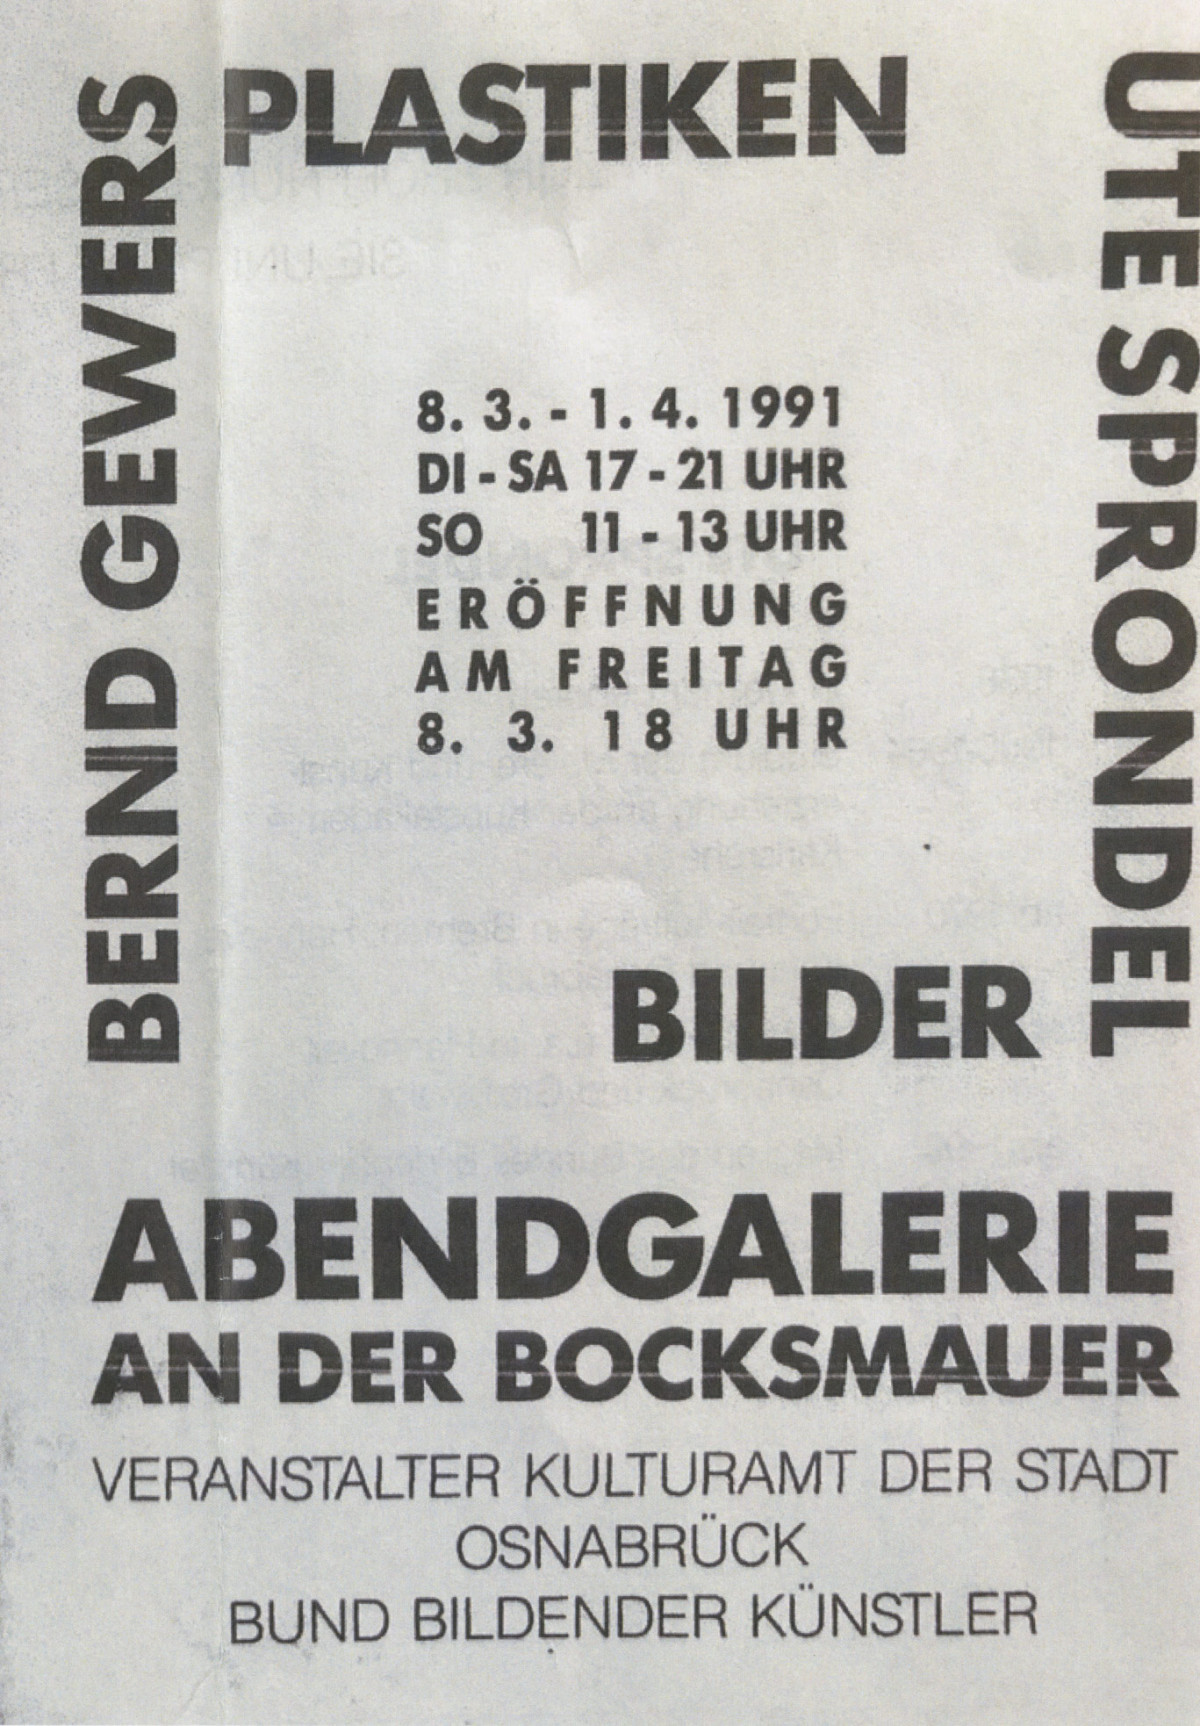 BERND GEWERS
PLASTIKEN
UTE SPRONDEL
8. 3. - 1. 4. 1991
DI - SA 17 - 21 UHR
SO 11 - 13 UHR
ERÖFFNUNG
AM FREITAG
8. 3. 18 UHR
BILDER
ABENDGALERIE
AN DER BOCKSMAUER
VERANSTALTER KULTURAMT DER STADT
OSNABRÜCK
BUND BILDENDER KÜNSTLER